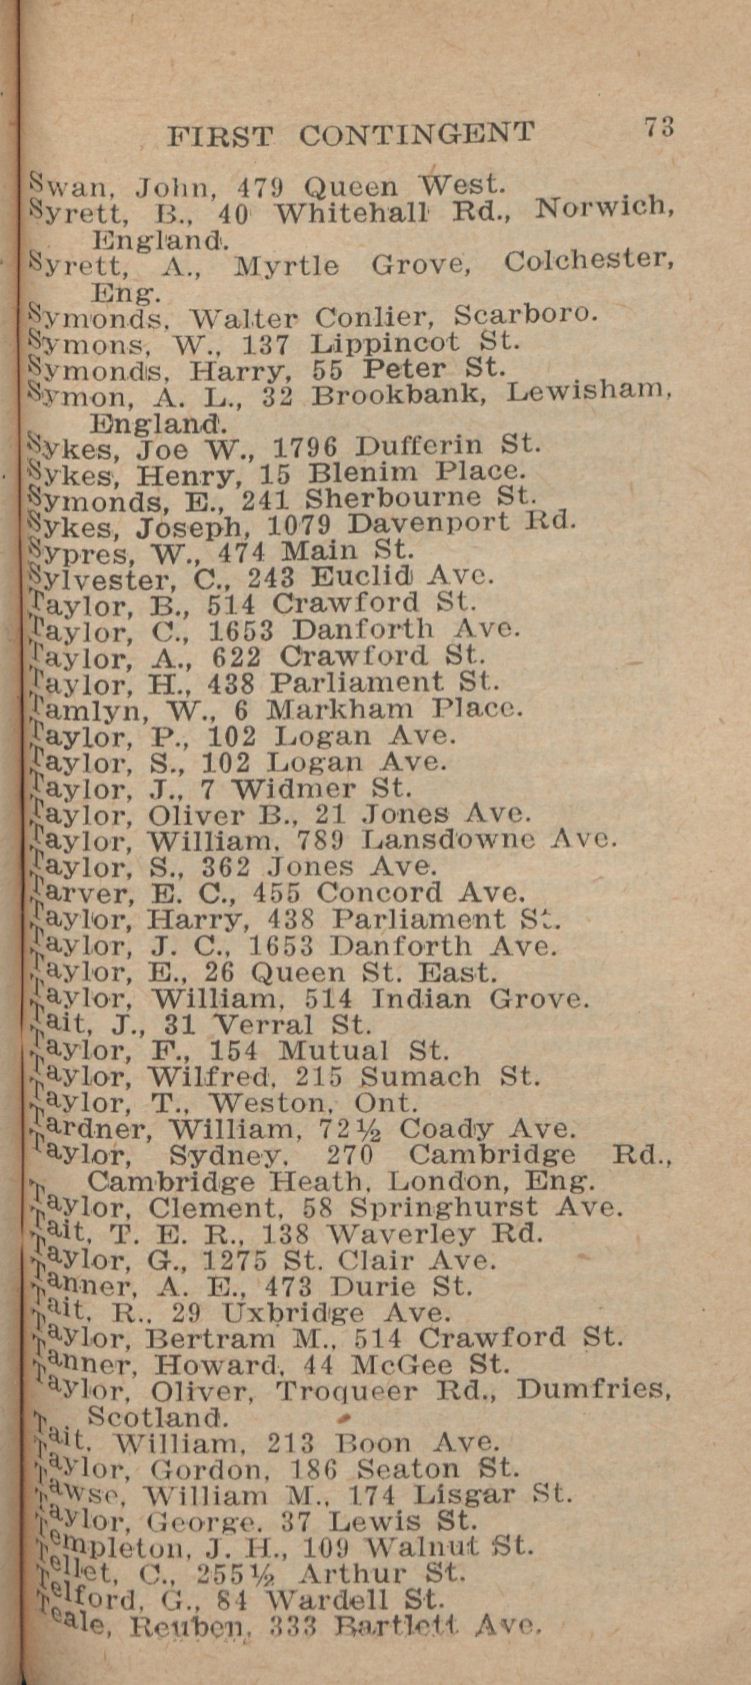 FIRST CONTINGENT 73
Swan, John, 479 Queen West.
Syrett, B., 40 Whitehall Rd., Norwich,
England.
Syrett, A., Myrtle Grove, Colchester,
Eng.
Symonds, Walter Conlier, Scarboro.
Symons, W., 137 Lippincot St.
Symonds, Harry, 55 Peter St.
Symon, A. L., 32 Brookbank, Lewisham,
England.
Sykes, Joe W., 1796 Dufferin St.
Sykes, Henry, 15 Blenim Place.
Symonds, E., 241 Sherbourne St.
Sykes, Joseph, 1079 Davenport Rd.
Sypres, W., 474 Main St.
Sylvester, C., 243 Euclid Ave.
Taylor, B., 514 Crawford St.
Taylor, C., 1653 Danforth Ave.
Taylor, A., 622 Crawford St.
Taylor, H., 438 Parliament St.
Tamlyn, W., 6 Markham Place.
Taylor, P., 102 Logan Ave.
Taylor, S., 102 Logan Ave.
Taylor, J., 7 Widmer St.
Taylor, Oliver B., 21 Jones Ave.
Taylor, William, 789 Lansdowne Ave.
Taylor, S., 362 Jones Ave.
Tarver, E. C., 455 Concord Ave.
Taylor, Harry, 438 Parliament St.
Taylor, J. C., 1653 Danforth Ave.
Taylor, E., 26 Queen St. East.
Taylor, William, 514 Indian Grove.
Tait, J., 31 Verral St.
Taylor, F., 154 Mutual St.
Taylor, Wilfred, 215 Sumach St.
Taylor, T., Weston, Ont.
Tardner, William, 72½ Coady Ave.
Taylor, Sydney, 270 Cambridge Rd.,
Cambridge Heath, London, Eng.
Taylor, Clement, 58 Springhurst Ave.
Tait, T. E. R., 138 Waverley Rd.
Taylor, G., 1275 St. Clair Ave.
Tanner, A. E., 473 Durie St.
Tait, R., 29 Uxbridge Ave.
Taylor, Bertram M., 514 Crawford St.
Tanner, Howard, 44 McGee St.
Taylor, Oliver, Troqueer Rd., Dumfries,
Scotland.
Tait, William, 213 Boon Ave.
Taylor, Gordon, 186 Seaton St.
Tawse, William M., 174 Lisgar St.
Taylor, George, 37 Lewis St.
Templeton, J. H., 109 Walnut St.
Tellet, C., 255½ Arthur St.
Telford, G., 84 Wardell St.
Teale, Reuben, 333 Bartlett Ave.